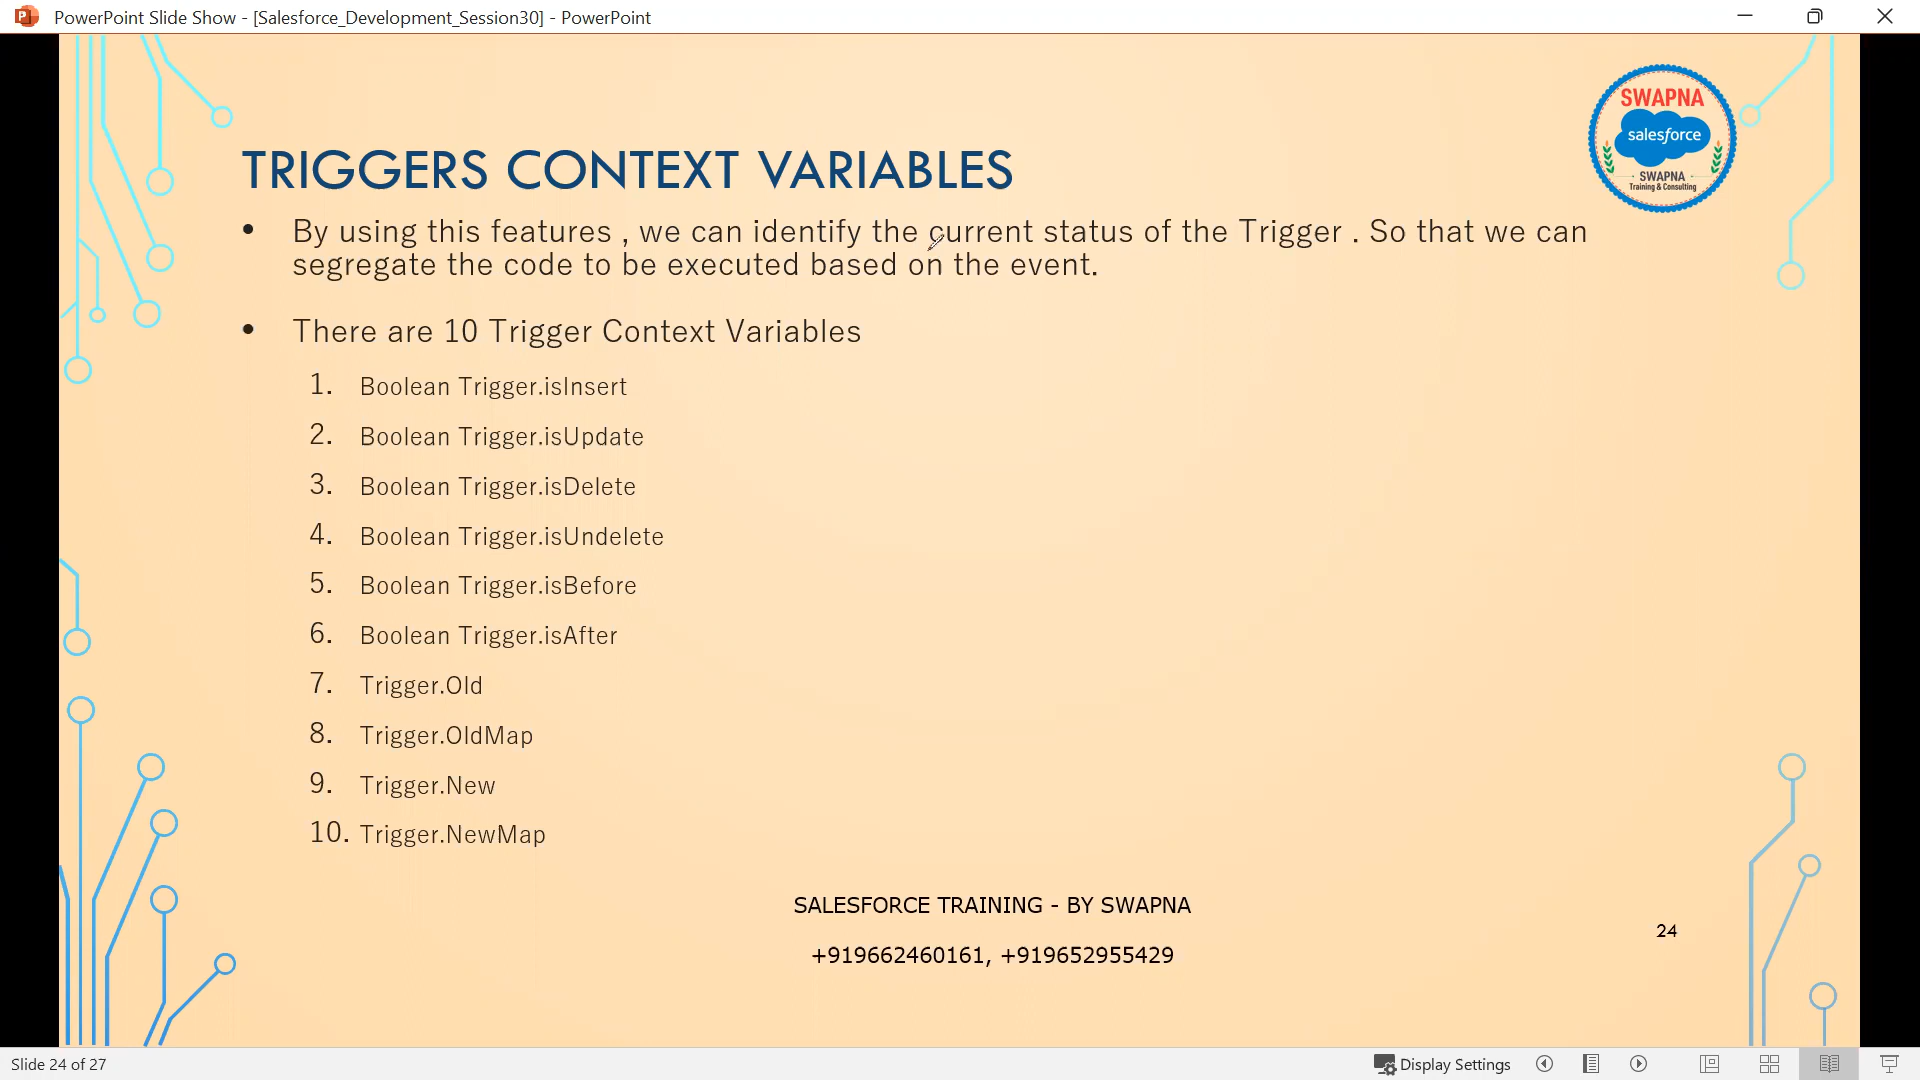 PowerPoint Slide Show - [Salesforce_Development_Session30] - PowerPoint
SWAPNA
salesforce
SWAPNA
Training & Consulting
TRIGGERS CONTEXT VARIABLES
• By using this features , we can identify the current status of the Trigger . So that we can
segregate the code to be executed based on the event.
• There are 10 Trigger Context Variables
1. Boolean Trigger.isInsert
2. Boolean Trigger.isUpdate
3. Boolean Trigger.isDelete
4. Boolean Trigger.isUndelete
5. Boolean Trigger.isBefore
6. Boolean Trigger.isAfter
7. Trigger.Old
8. Trigger.OldMap
9. Trigger.New
10. Trigger.NewMap
SALESFORCE TRAINING - BY SWAPNA
24
+919662460161, +919652955429
Slide 24 of 27
Display Settings